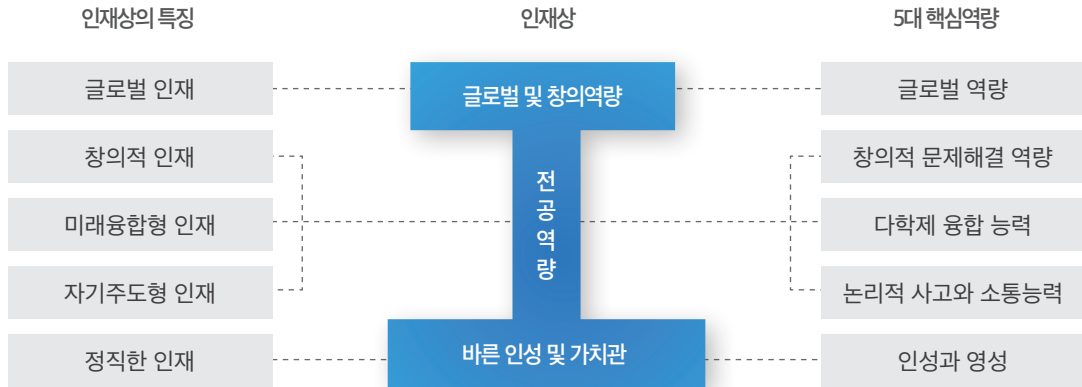 인재상의 특징
인재상
5대 핵심역량
글로벌 인재
글로벌 및 창의역량
글로벌 역량
창의적 인재
창의적 문제해결 역량
미래융합형 인재
전공역량
다학제 융합 능력
자기주도형 인재
논리적 사고와 소통능력
정직한 인재
바른 인성 및 가치관
인성과 영성